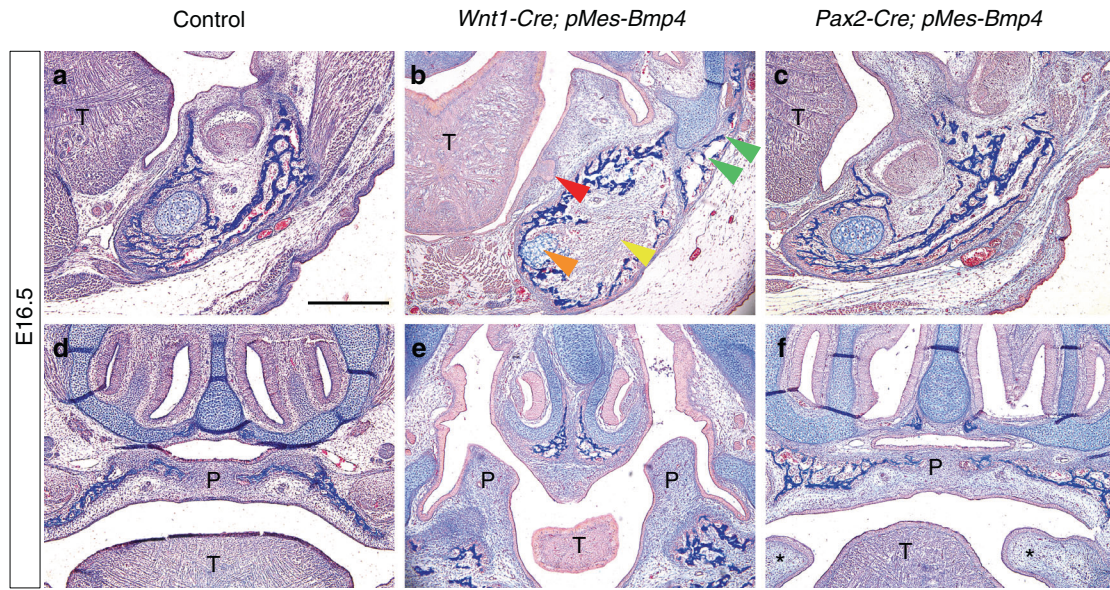 Control
Wnt1-Cre; pMes-Bmp4
Pax2-Cre; pMes-Bmp4
E16.5
a
T
b
T
c
T
d
P
T
e
P
P
T
f
P
T
*
*